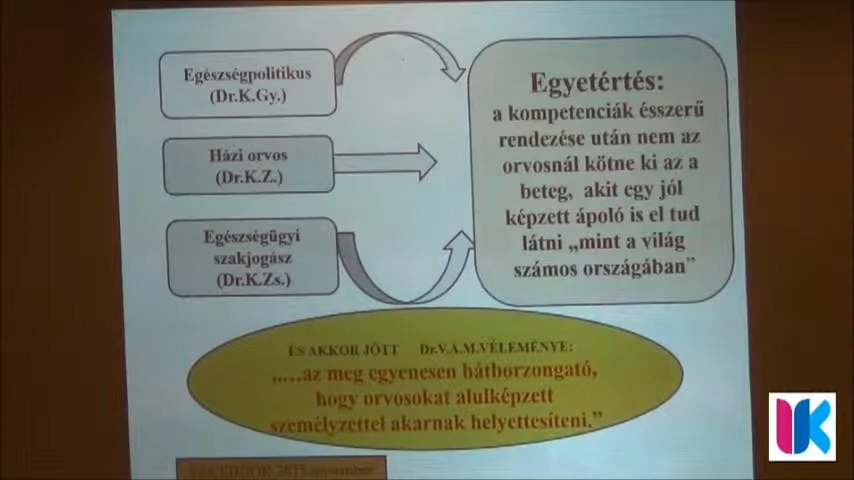 Egészségpolitikus
(Dr.K.Gy.)
Házi orvos
(Dr.K.Z.)
Egészségügyi
szakjogász
(Dr.K.Zs.)
Egyetértés:
a kompetenciák ésszerű
rendezése után nem az
orvosnál kötne ki az a
beteg, akit egy jól
képzett ápoló is el tud
látni „mint a világ
számos országában”
ÉS AKKOR JÖTT Dr.V.A.M.VÉLEMÉNYE:
„…az meg egyenesen hátborzongató,
hogy orvosokat alulképzett
személyzettel akarnak helyettesíteni.”
UK